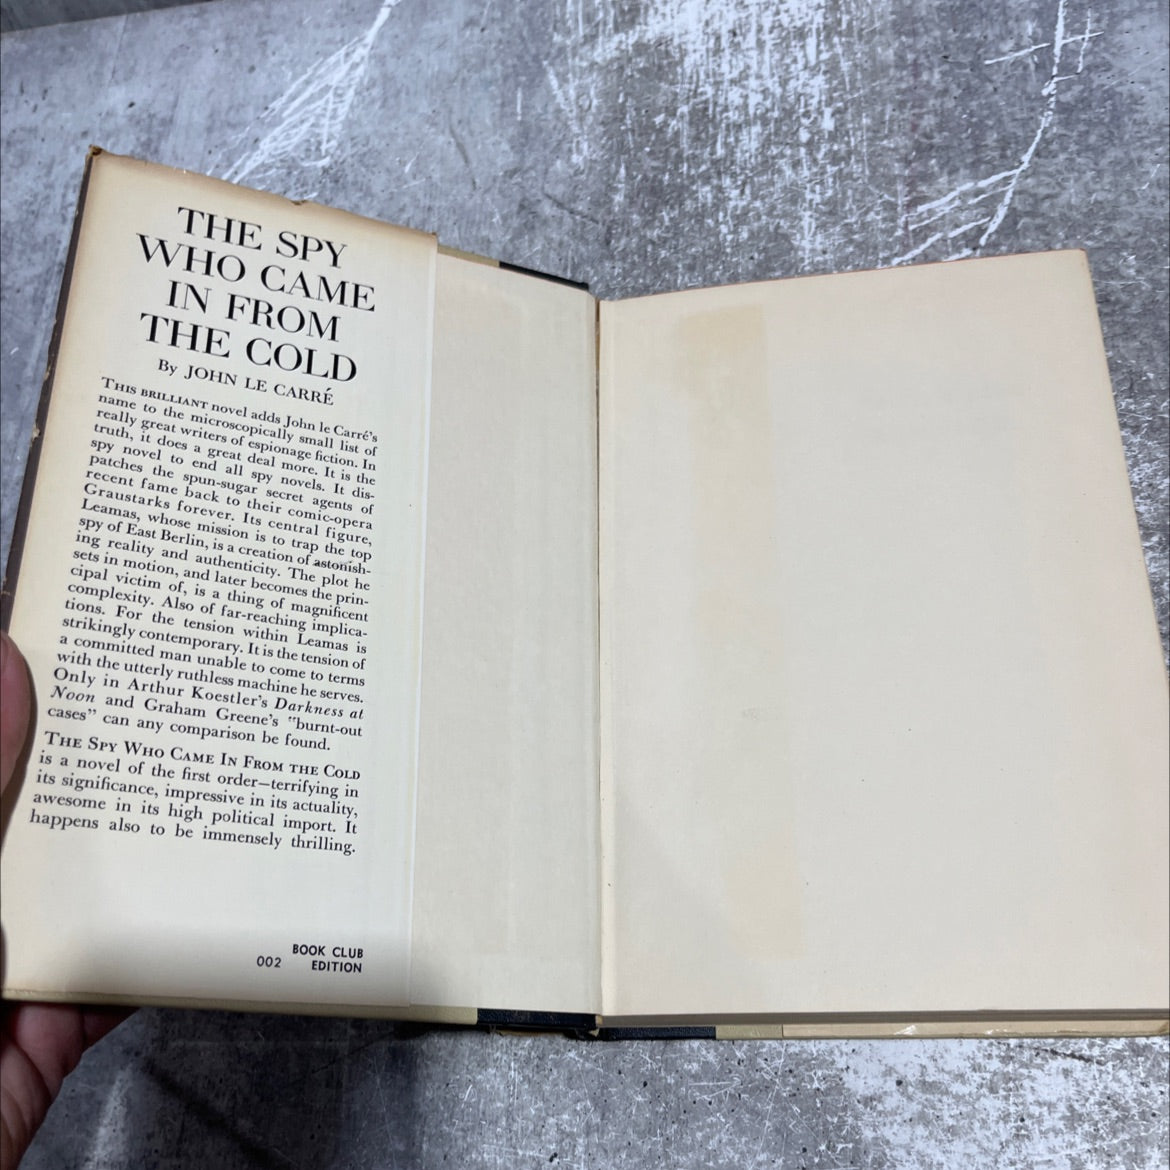 THE SPY
WHO CAME
IN FROM
THE COLD
By JOHN LE CARRÉ
THIS BRILLIANT novel adds John le Carré's
name to the microscopically small list of
really great writers of espionage fiction. In
truth, it does a great deal more. It is the
spy novel to end all spy novels. It dis-
patches the spun-sugar secret agents of
recent fame back to their comic-opera
Graustarks forever. Its central figure,
Leamas, whose mission is to trap the top
spy of East Berlin, is a creation of astonish-
ing reality and authenticity. The plot he
sets in motion, and later becomes the prin-
cipal victim of, is a thing of magnificent
complexity. Also of far-reaching implica-
tions. For the tension within Leamas is
strikingly contemporary. It is the tension of
a committed man unable to come to terms
with the utterly ruthless machine he serves.
Only in Arthur Koestler's Darkness at
Noon and Graham Greene's "burnt-out
cases" can any comparison be found.
THE SPY WHO CAME IN FROM THE COLD
is a novel of the first order—terrifying in
its significance, impressive in its actuality,
awesome in its high political import. It
happens also to be immensely thrilling.
BOOK CLUB
002 EDITION